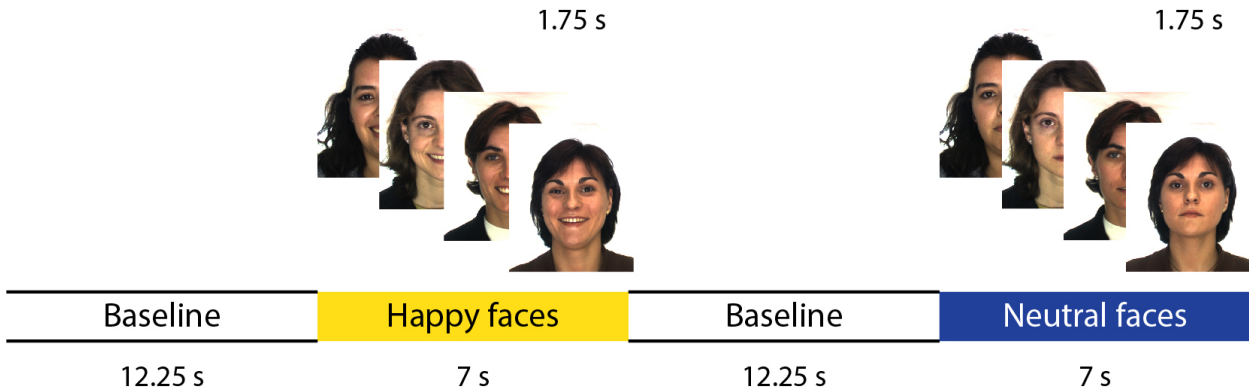 1.75 s
1.75 s
Baseline
Happy faces
Baseline
Neutral faces
12.25 s
7 s
12.25 s
7 s